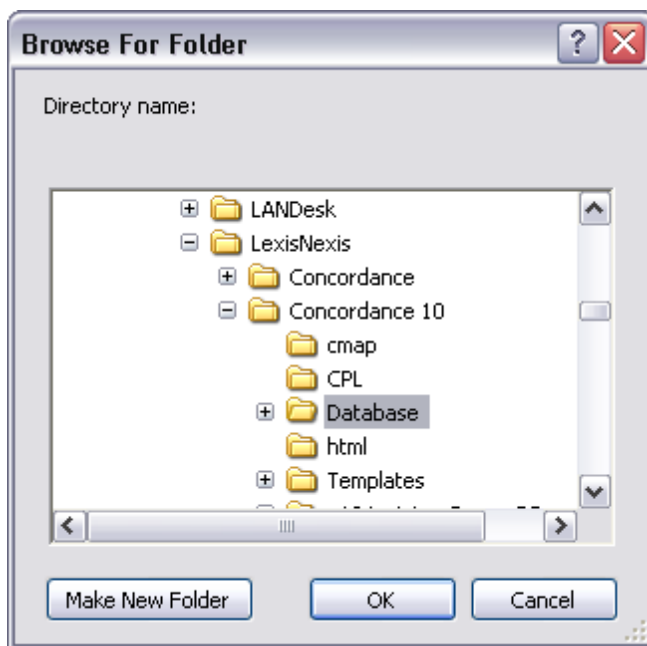 Browse For Folder
Directory name:
LANDesk
LexisNexis
Concordance
Concordance 10
cmap
CPL
Database
html
Templates
Make New Folder
OK
Cancel